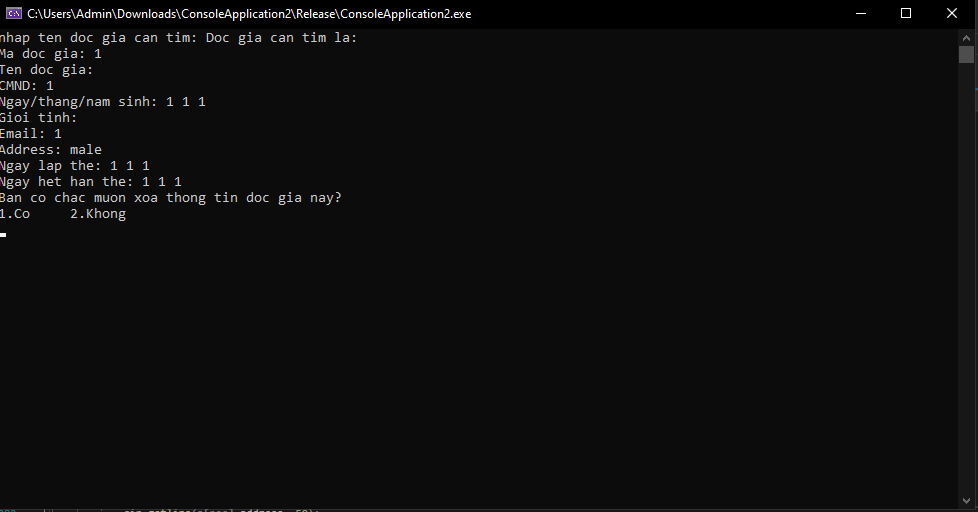 C:\Users\Admin\Downloads\ConsoleApplication2\Release\ConsoleApplication2.exe
nhap ten doc gia can tim: Doc gia can tim la:
Ma doc gia: 1
Ten doc gia:
CMND: 1
Ngay/thang/nam sinh: 1 1 1
Gioi tinh:
Email: 1
Address: male
Ngay lap the: 1 1 1
Ngay het han the: 1 1 1
Ban co chac muon xoa thong tin doc gia nay?
1.Co     2.Khong